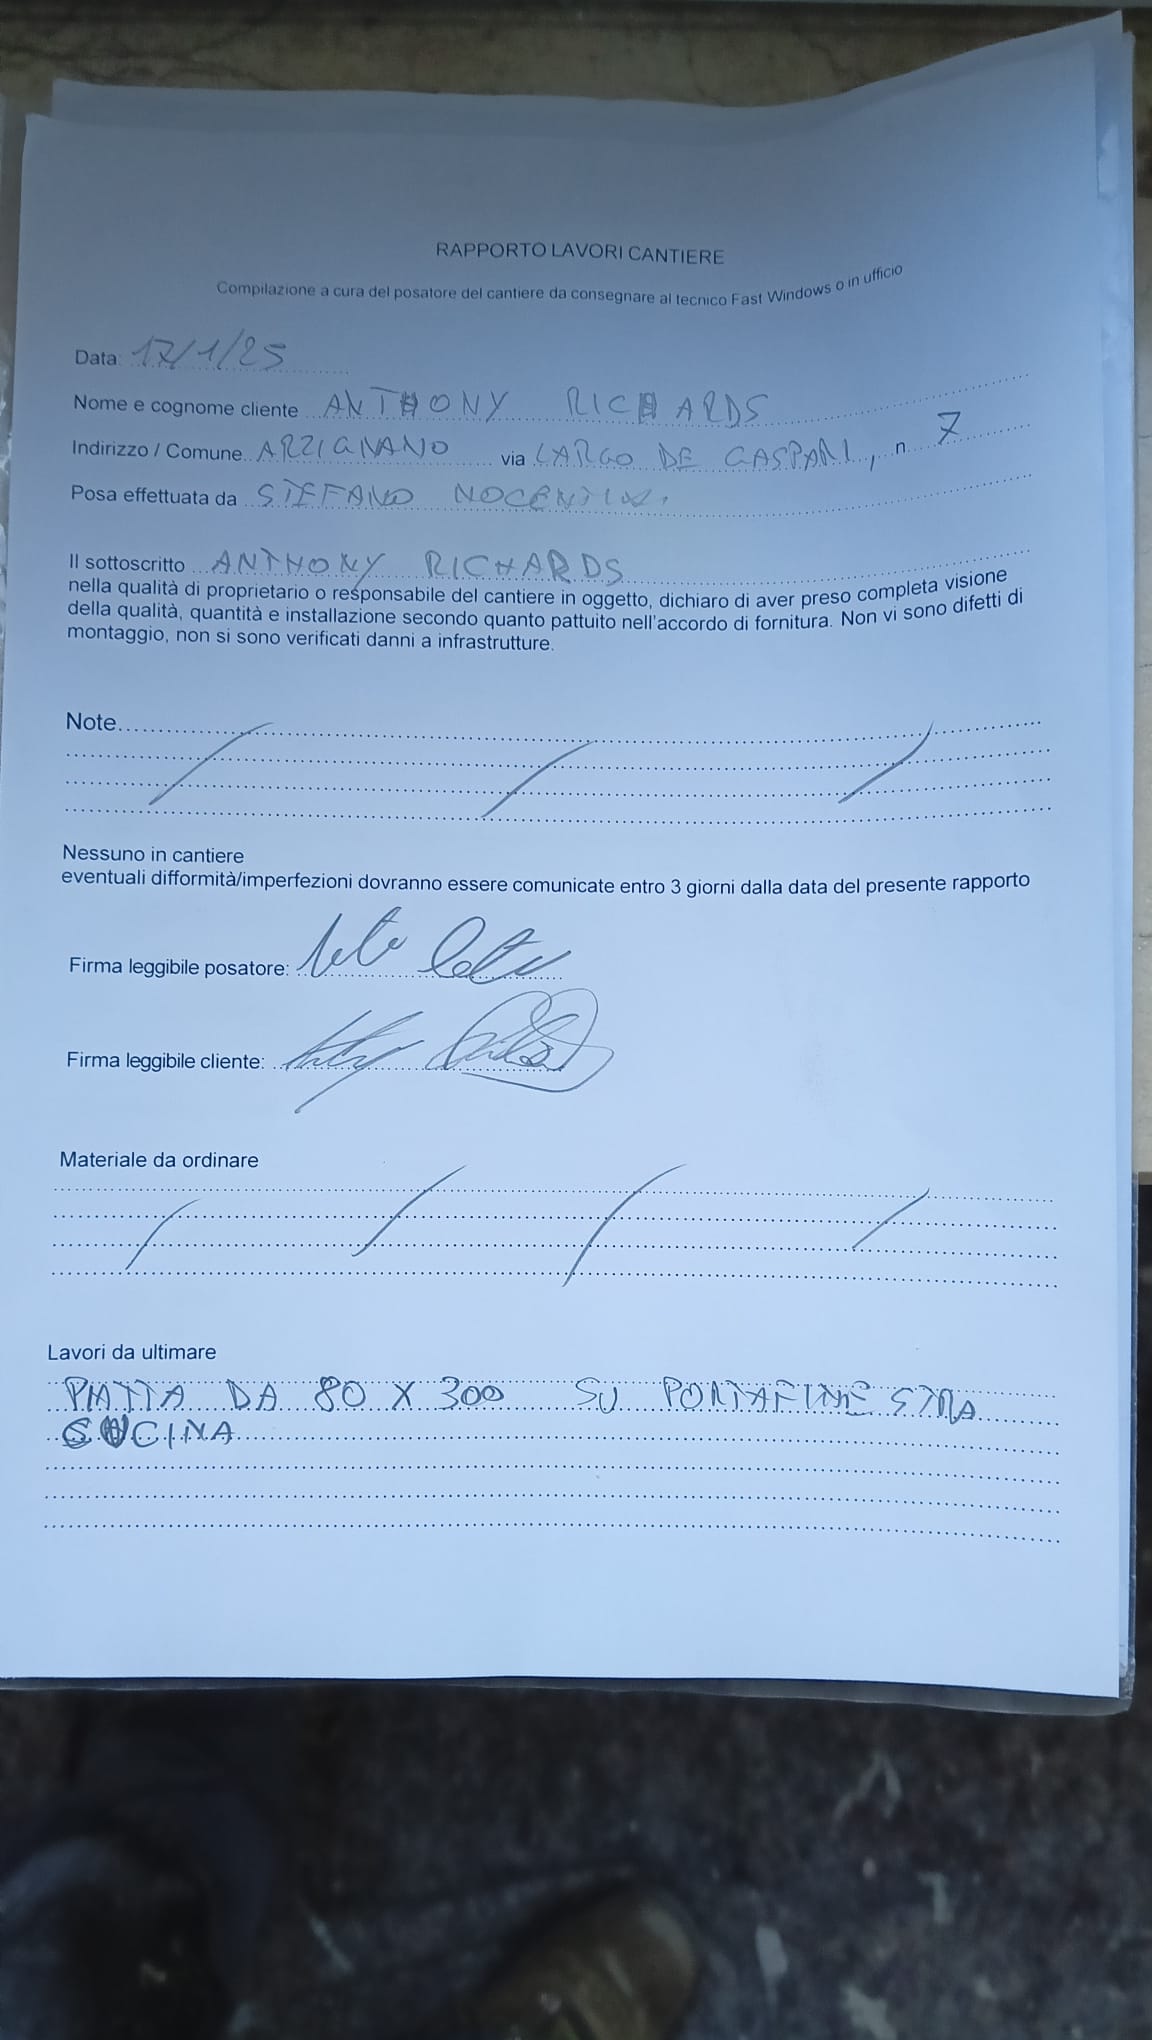 RAPPORTO LAVORI CANTIERE
Compilazione a cura del posatore del cantiere da consegnare al tecnico Fast Windows o in ufficio
Data: 17/1/25
Nome e cognome cliente ANTHONY RICHARDS
Indirizzo / Comune ARZIGNANO via LARGO DE GASPARI, n 7
Posa effettuata da STEFANO NOCENTINI
Il sottoscritto ANTHONY RICHARDS
nella qualità di proprietario o responsabile del cantiere in oggetto, dichiaro di aver preso completa visione
della qualità, quantità e installazione secondo quanto pattuito nell'accordo di fornitura. Non vi sono difetti di
montaggio, non si sono verificati danni a infrastrutture.
Note
Nessuno in cantiere
eventuali difformità/imperfezioni dovranno essere comunicate entro 3 giorni dalla data del presente rapporto
Firma leggibile posatore:
Firma leggibile cliente:
Materiale da ordinare
Lavori da ultimare
PIATTA DA 80 X 300 SU
CUCINA